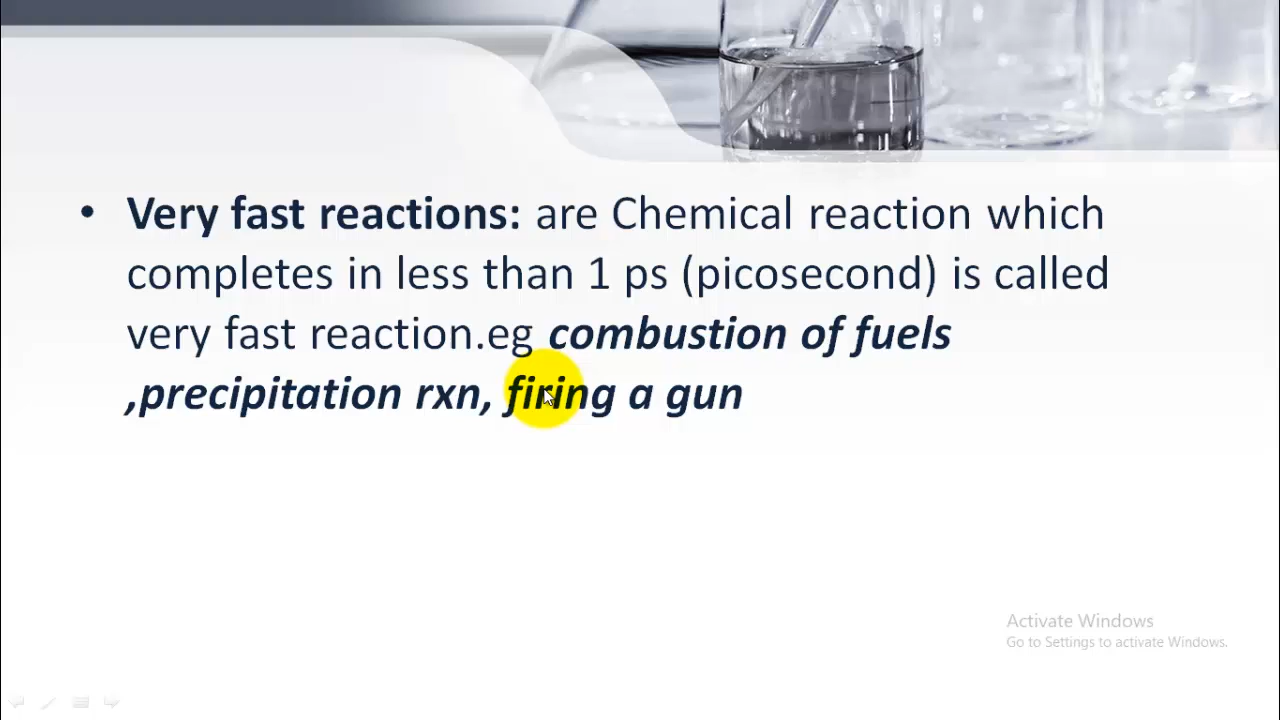 • Very fast reactions: are Chemical reaction which
completes in less than 1 ps (picosecond) is called
very fast reaction.eg combustion of fuels
,precipitation rxn, firing a gun
Activate Windows
Go to Settings to activate Windows.